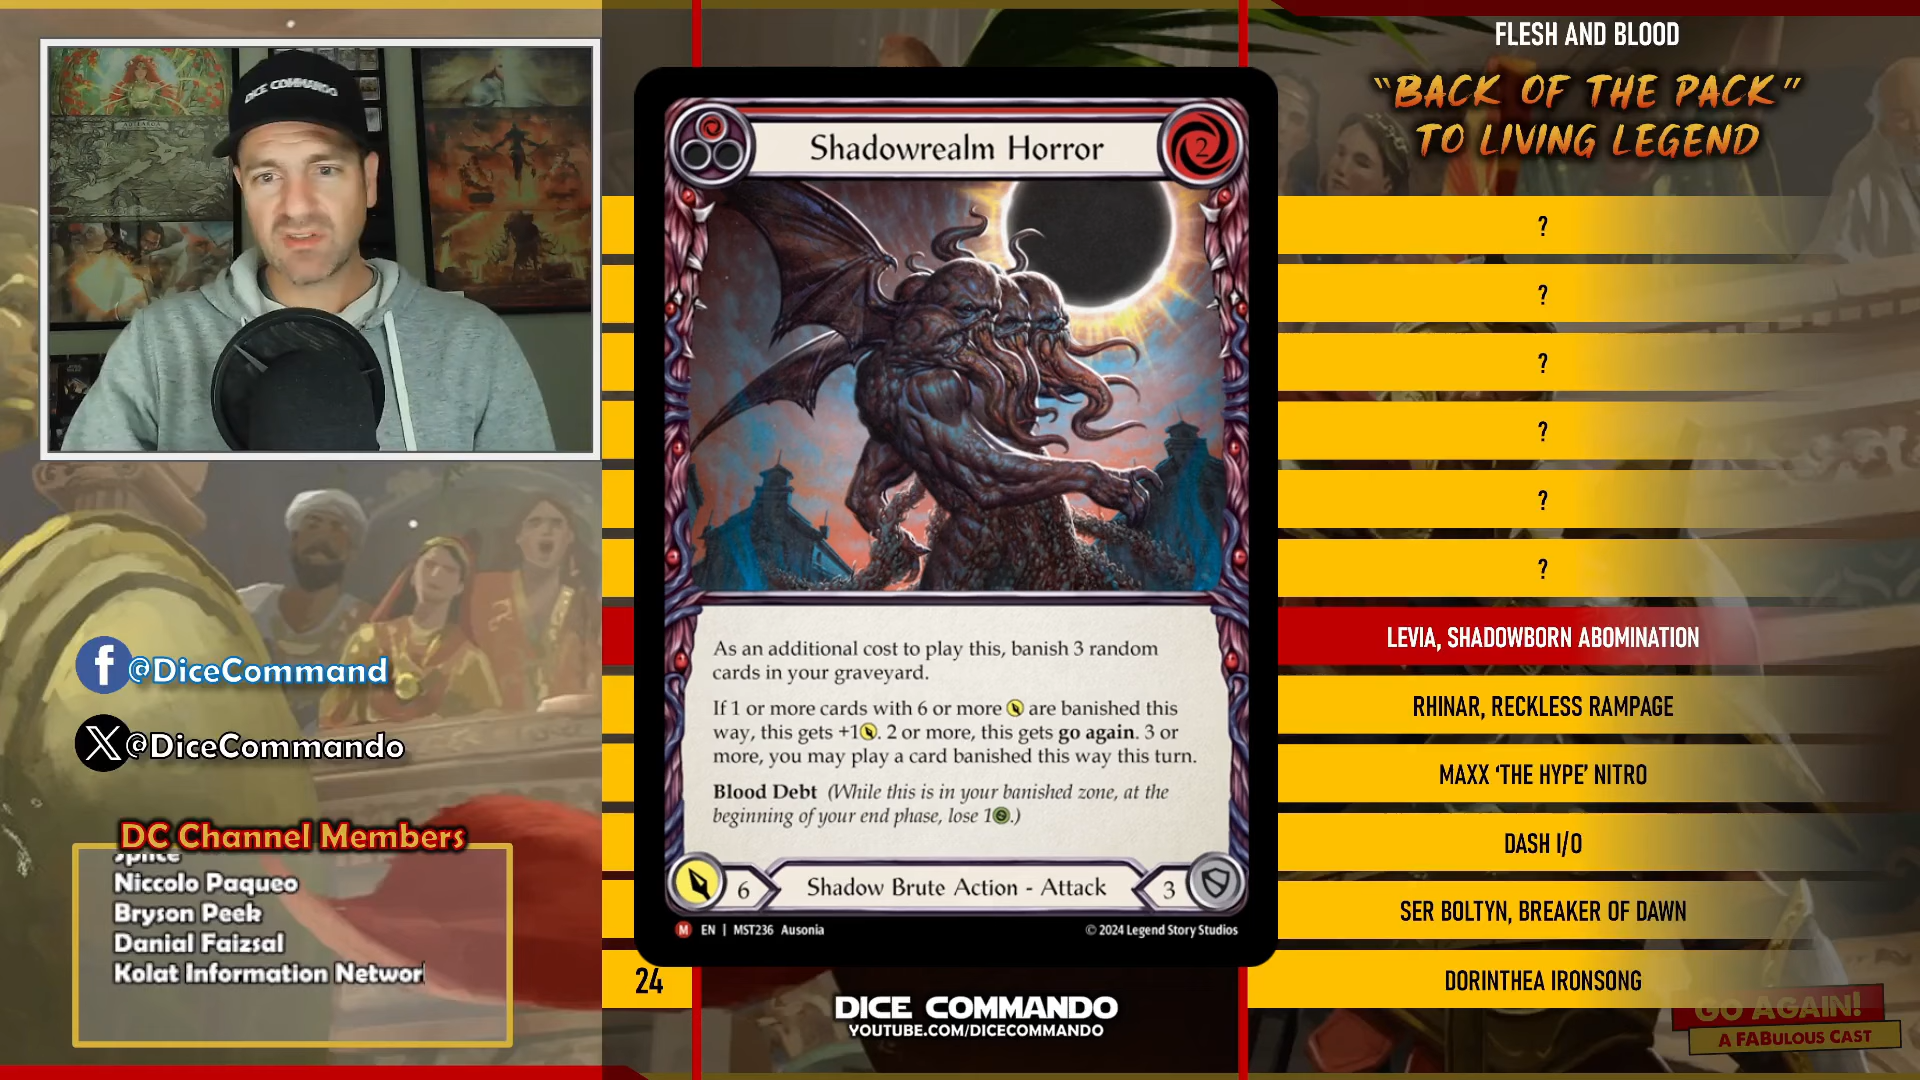 DICE COMMANDO
FLESH AND BLOOD
"BACK OF THE PACK"
TO LIVING LEGEND
Shadowrealm Horror
2
As an additional cost to play this, banish 3 random
cards in your graveyard.
If 1 or more cards with 6 or more are banished this
way, this gets +1. 2 or more, this gets go again. 3 or
more, you may play a card banished this way this turn.
Blood Debt (While this is in your banished zone, at the
beginning of your end phase, lose 1.)
6
Shadow Brute Action - Attack
3
M EN | MST236 Ausonia
© 2024 Legend Story Studios
?
?
?
?
?
?
LEVIA, SHADOWBORN ABOMINATION
RHINAR, RECKLESS RAMPAGE
MAXX 'THE HYPE' NITRO
DASH I/O
SER BOLTYN, BREAKER OF DAWN
24
DORINTHEA IRONSONG
@DiceCommand
@DiceCommando
DC Channel Members
Splice
Niccolo Paqueo
Bryson Peek
Danial Faizsal
Kolat Information Networ
DICE COMMANDO
YOUTUBE.COM/DICECOMMANDO
GO AGAIN!
A FABULOUS CAST